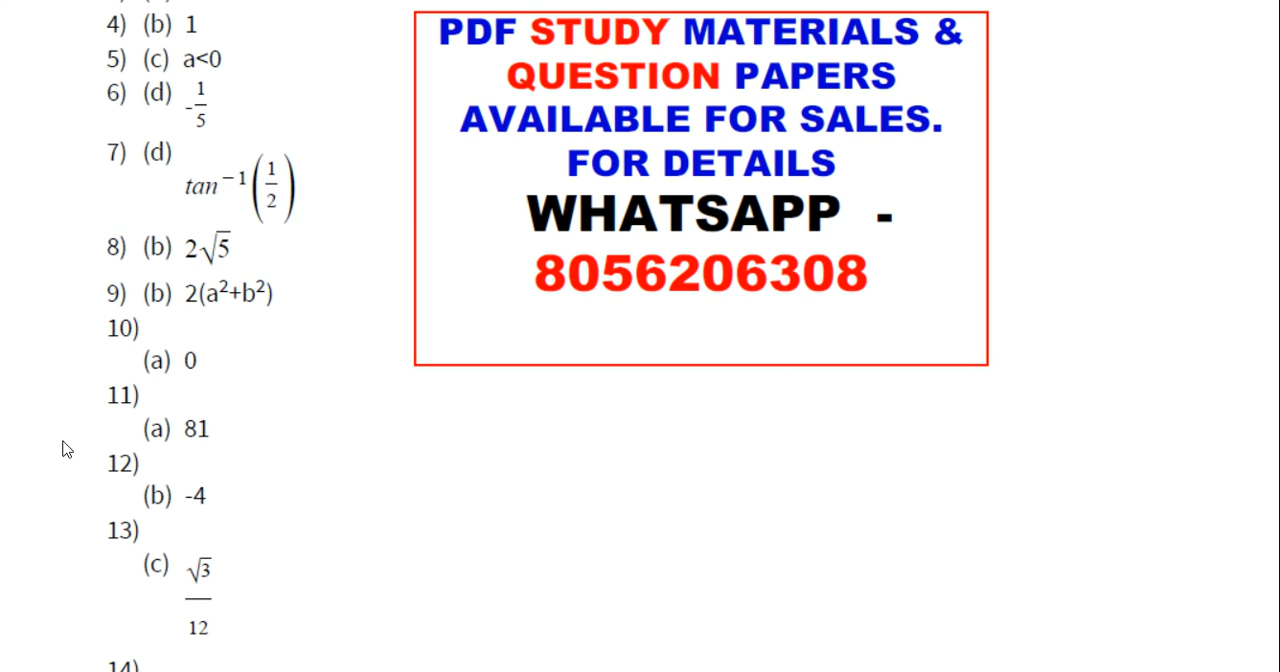 4) (b) 1
5) (c) a<0
6) (d) -1/5
7) (d)
tan⁻¹(1/2)
8) (b) 2√5
9) (b) 2(a²+b²)
10)
(a) 0
11)
(a) 81
12)
(b) -4
13)
(c) √3/12
14)
PDF STUDY MATERIALS &
QUESTION PAPERS
AVAILABLE FOR SALES.
FOR DETAILS
WHATSAPP -
8056206308